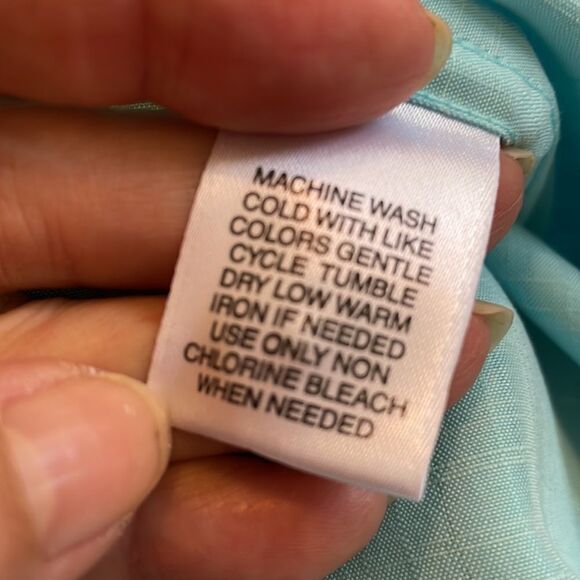 MACHINE WASH
COLD WITH LIKE
COLORS GENTLE
CYCLE TUMBLE
DRY LOW WARM
IRON IF NEEDED
USE ONLY NON
CHLORINE BLEACH
WHEN NEEDED